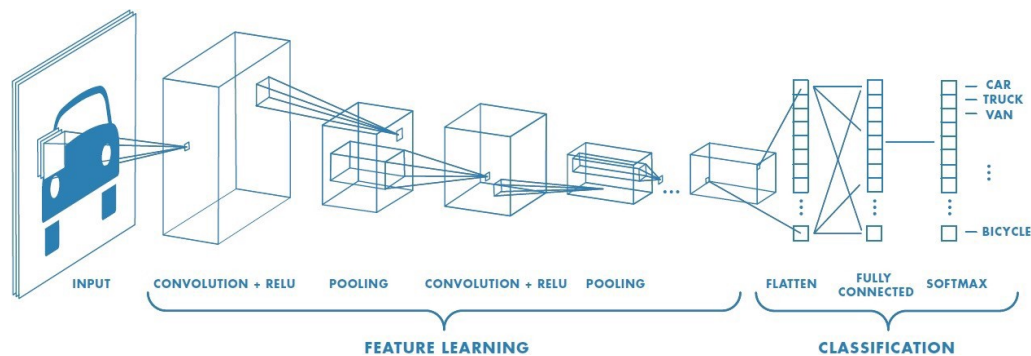 CAR
TRUCK
VAN
BICYCLE
INPUT
CONVOLUTION + RELU
POOLING
CONVOLUTION + RELU
POOLING
FLATTEN
FULLY
CONNECTED
SOFTMAX
FEATURE LEARNING
CLASSIFICATION